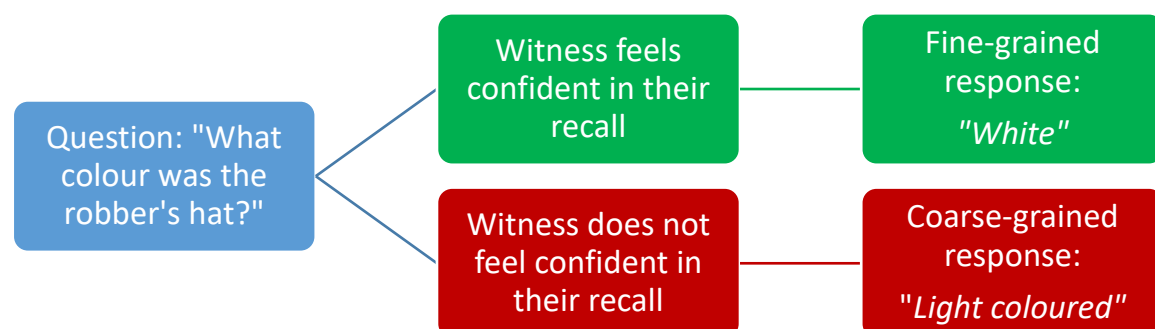 Question: "What
colour was the
robber's hat?"
Witness feels
confident in their
recall
Fine-grained
response:
"White"
Witness does not
feel confident in
their recall
Coarse-grained
response:
"Light coloured"